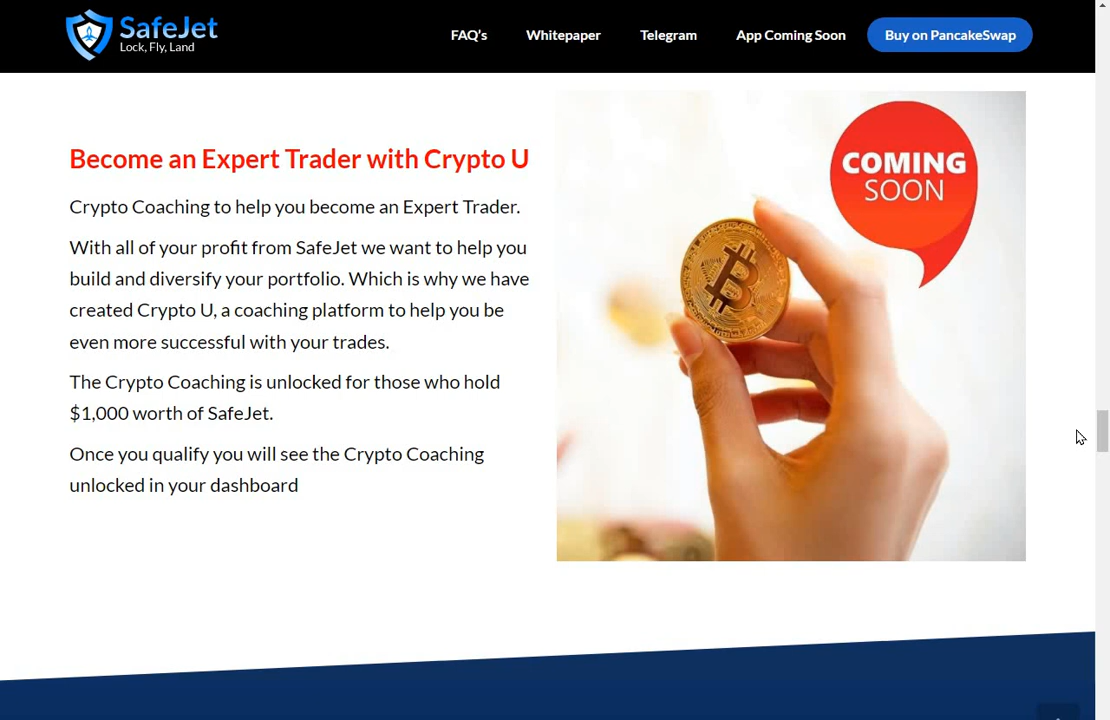 SafeJet
Lock, Fly, Land
FAQ's
Whitepaper
Telegram
App Coming Soon
Buy on PancakeSwap
Become an Expert Trader with Crypto U
Crypto Coaching to help you become an Expert Trader.
With all of your profit from SafeJet we want to help you
build and diversify your portfolio. Which is why we have
created Crypto U, a coaching platform to help you be
even more successful with your trades.
The Crypto Coaching is unlocked for those who hold
$1,000 worth of SafeJet.
Once you qualify you will see the Crypto Coaching
unlocked in your dashboard
COMING
SOON